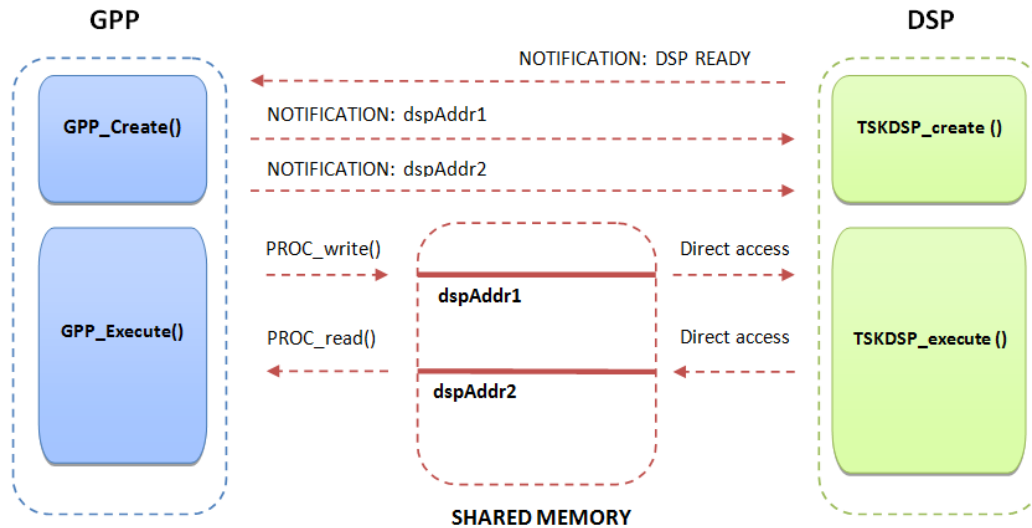 GPP
DSP
NOTIFICATION: DSP READY
GPP_Create()
NOTIFICATION: dspAddr1
TSKDSP_create ()
NOTIFICATION: dspAddr2
PROC_write()
Direct access
dspAddr1
GPP_Execute()
PROC_read()
Direct access
TSKDSP_execute ()
dspAddr2
SHARED MEMORY